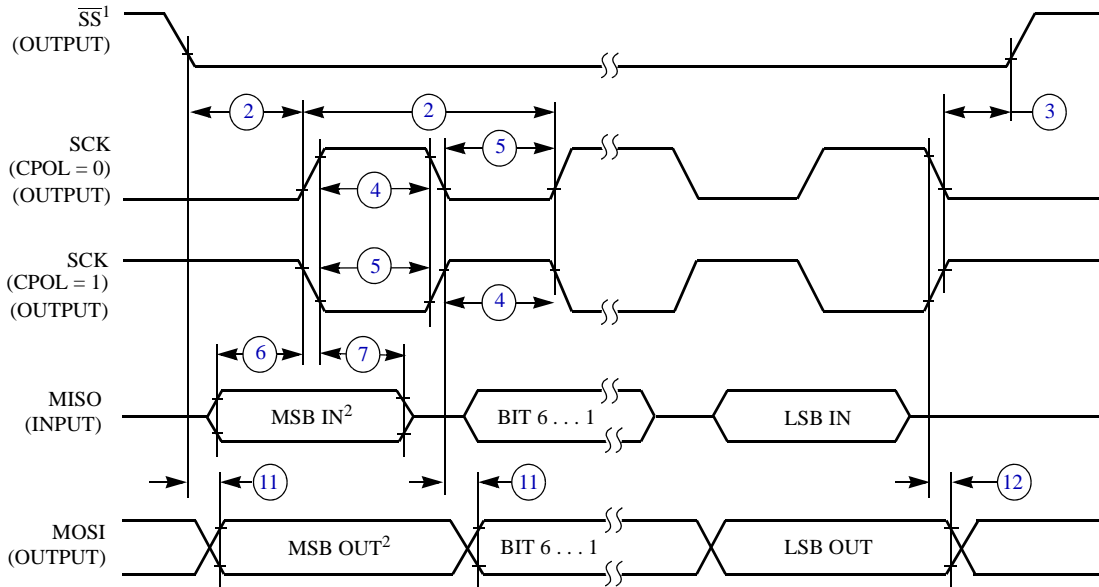 SS¹
(OUTPUT)
2
2
3
SCK
(CPOL = 0)
(OUTPUT)
5
4
SCK
(CPOL = 1)
(OUTPUT)
5
4
6
7
MISO
(INPUT)
MSB IN²
BIT 6 . . . 1
LSB IN
11
11
12
MOSI
(OUTPUT)
MSB OUT²
BIT 6 . . . 1
LSB OUT